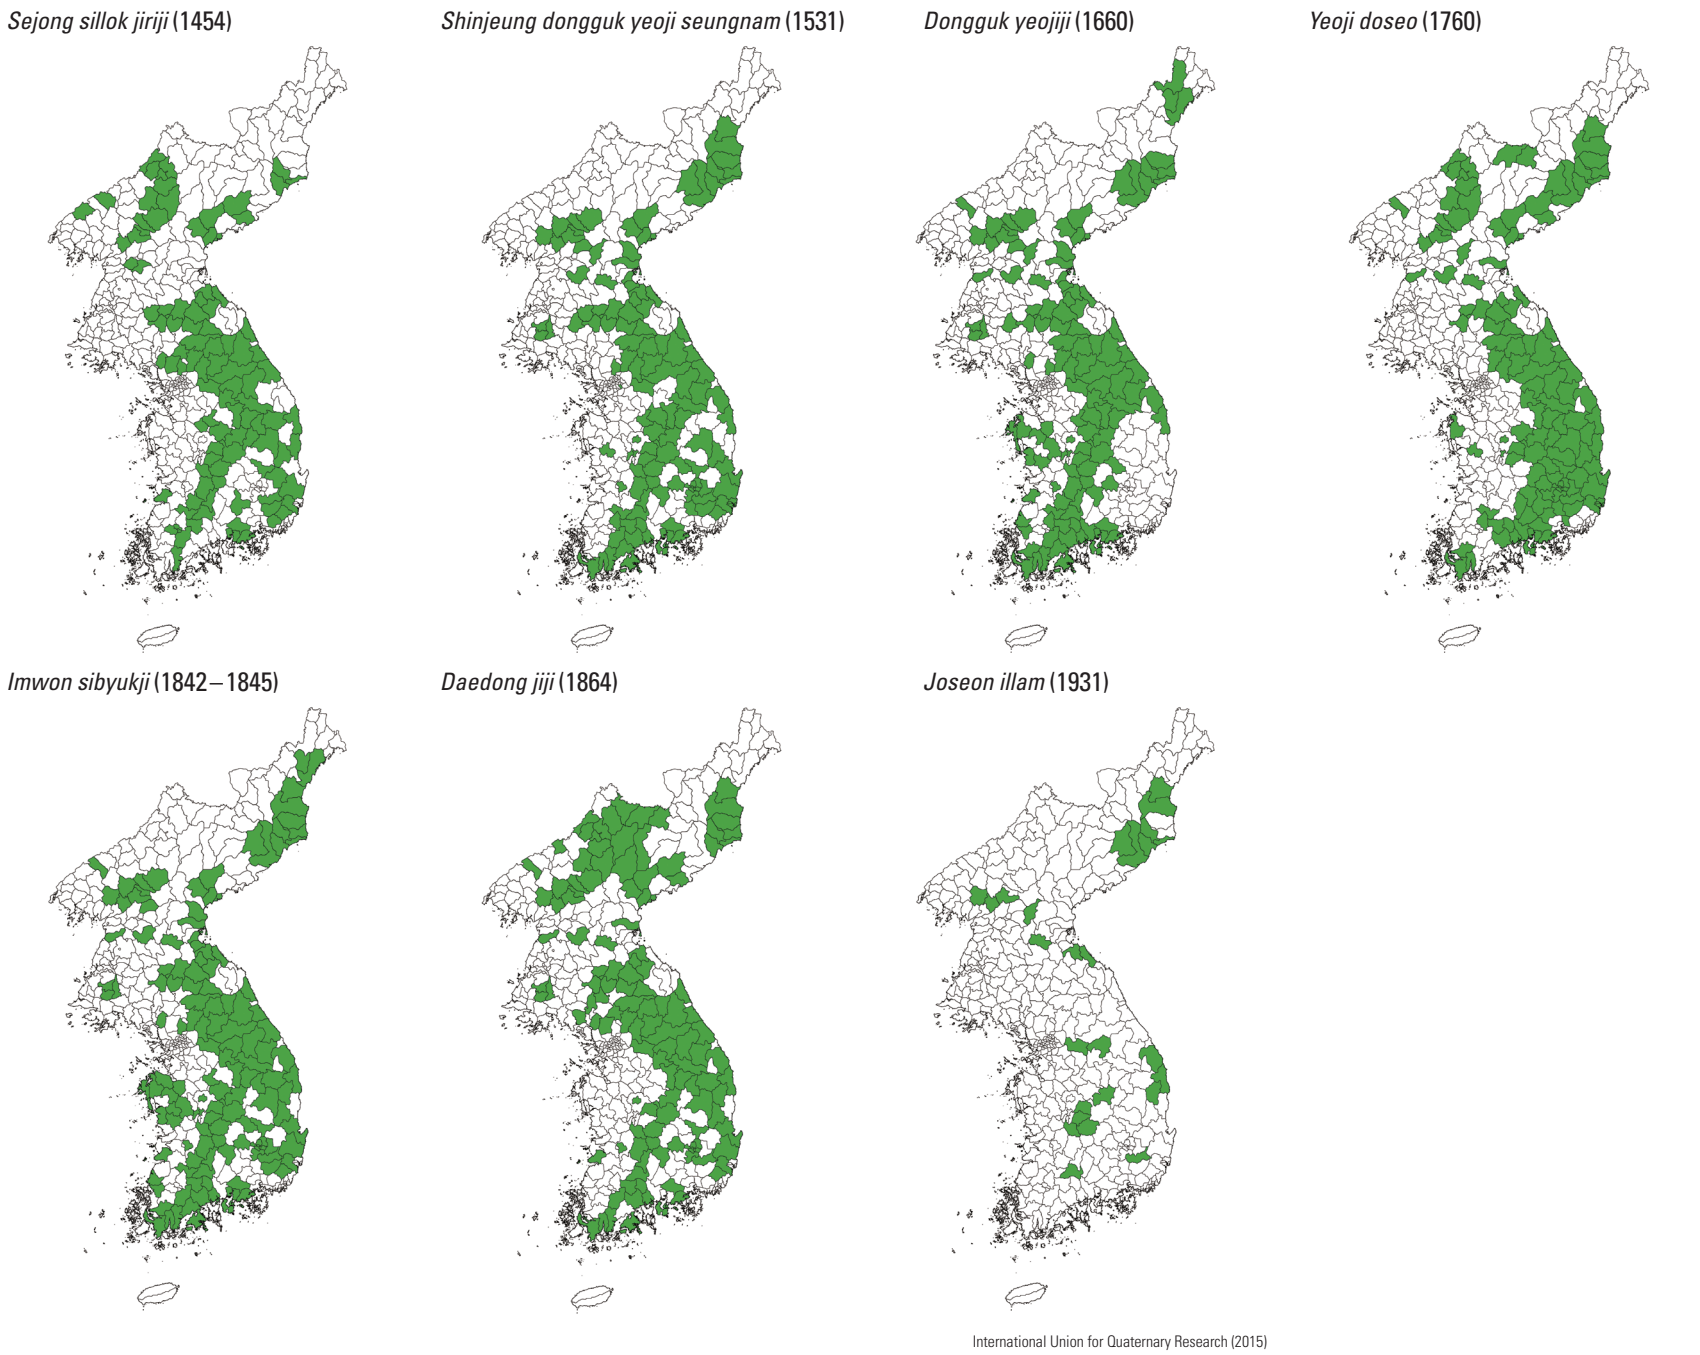 Sejong sillok jiriji (1454)
Shinjeung dongguk yeoji seungnam (1531)
Dongguk yeojiji (1660)
Yeoji doseo (1760)
Imwon sibyukji (1842–1845)
Daedong jiji (1864)
Joseon illam (1931)
International Union for Quaternary Research (2015)